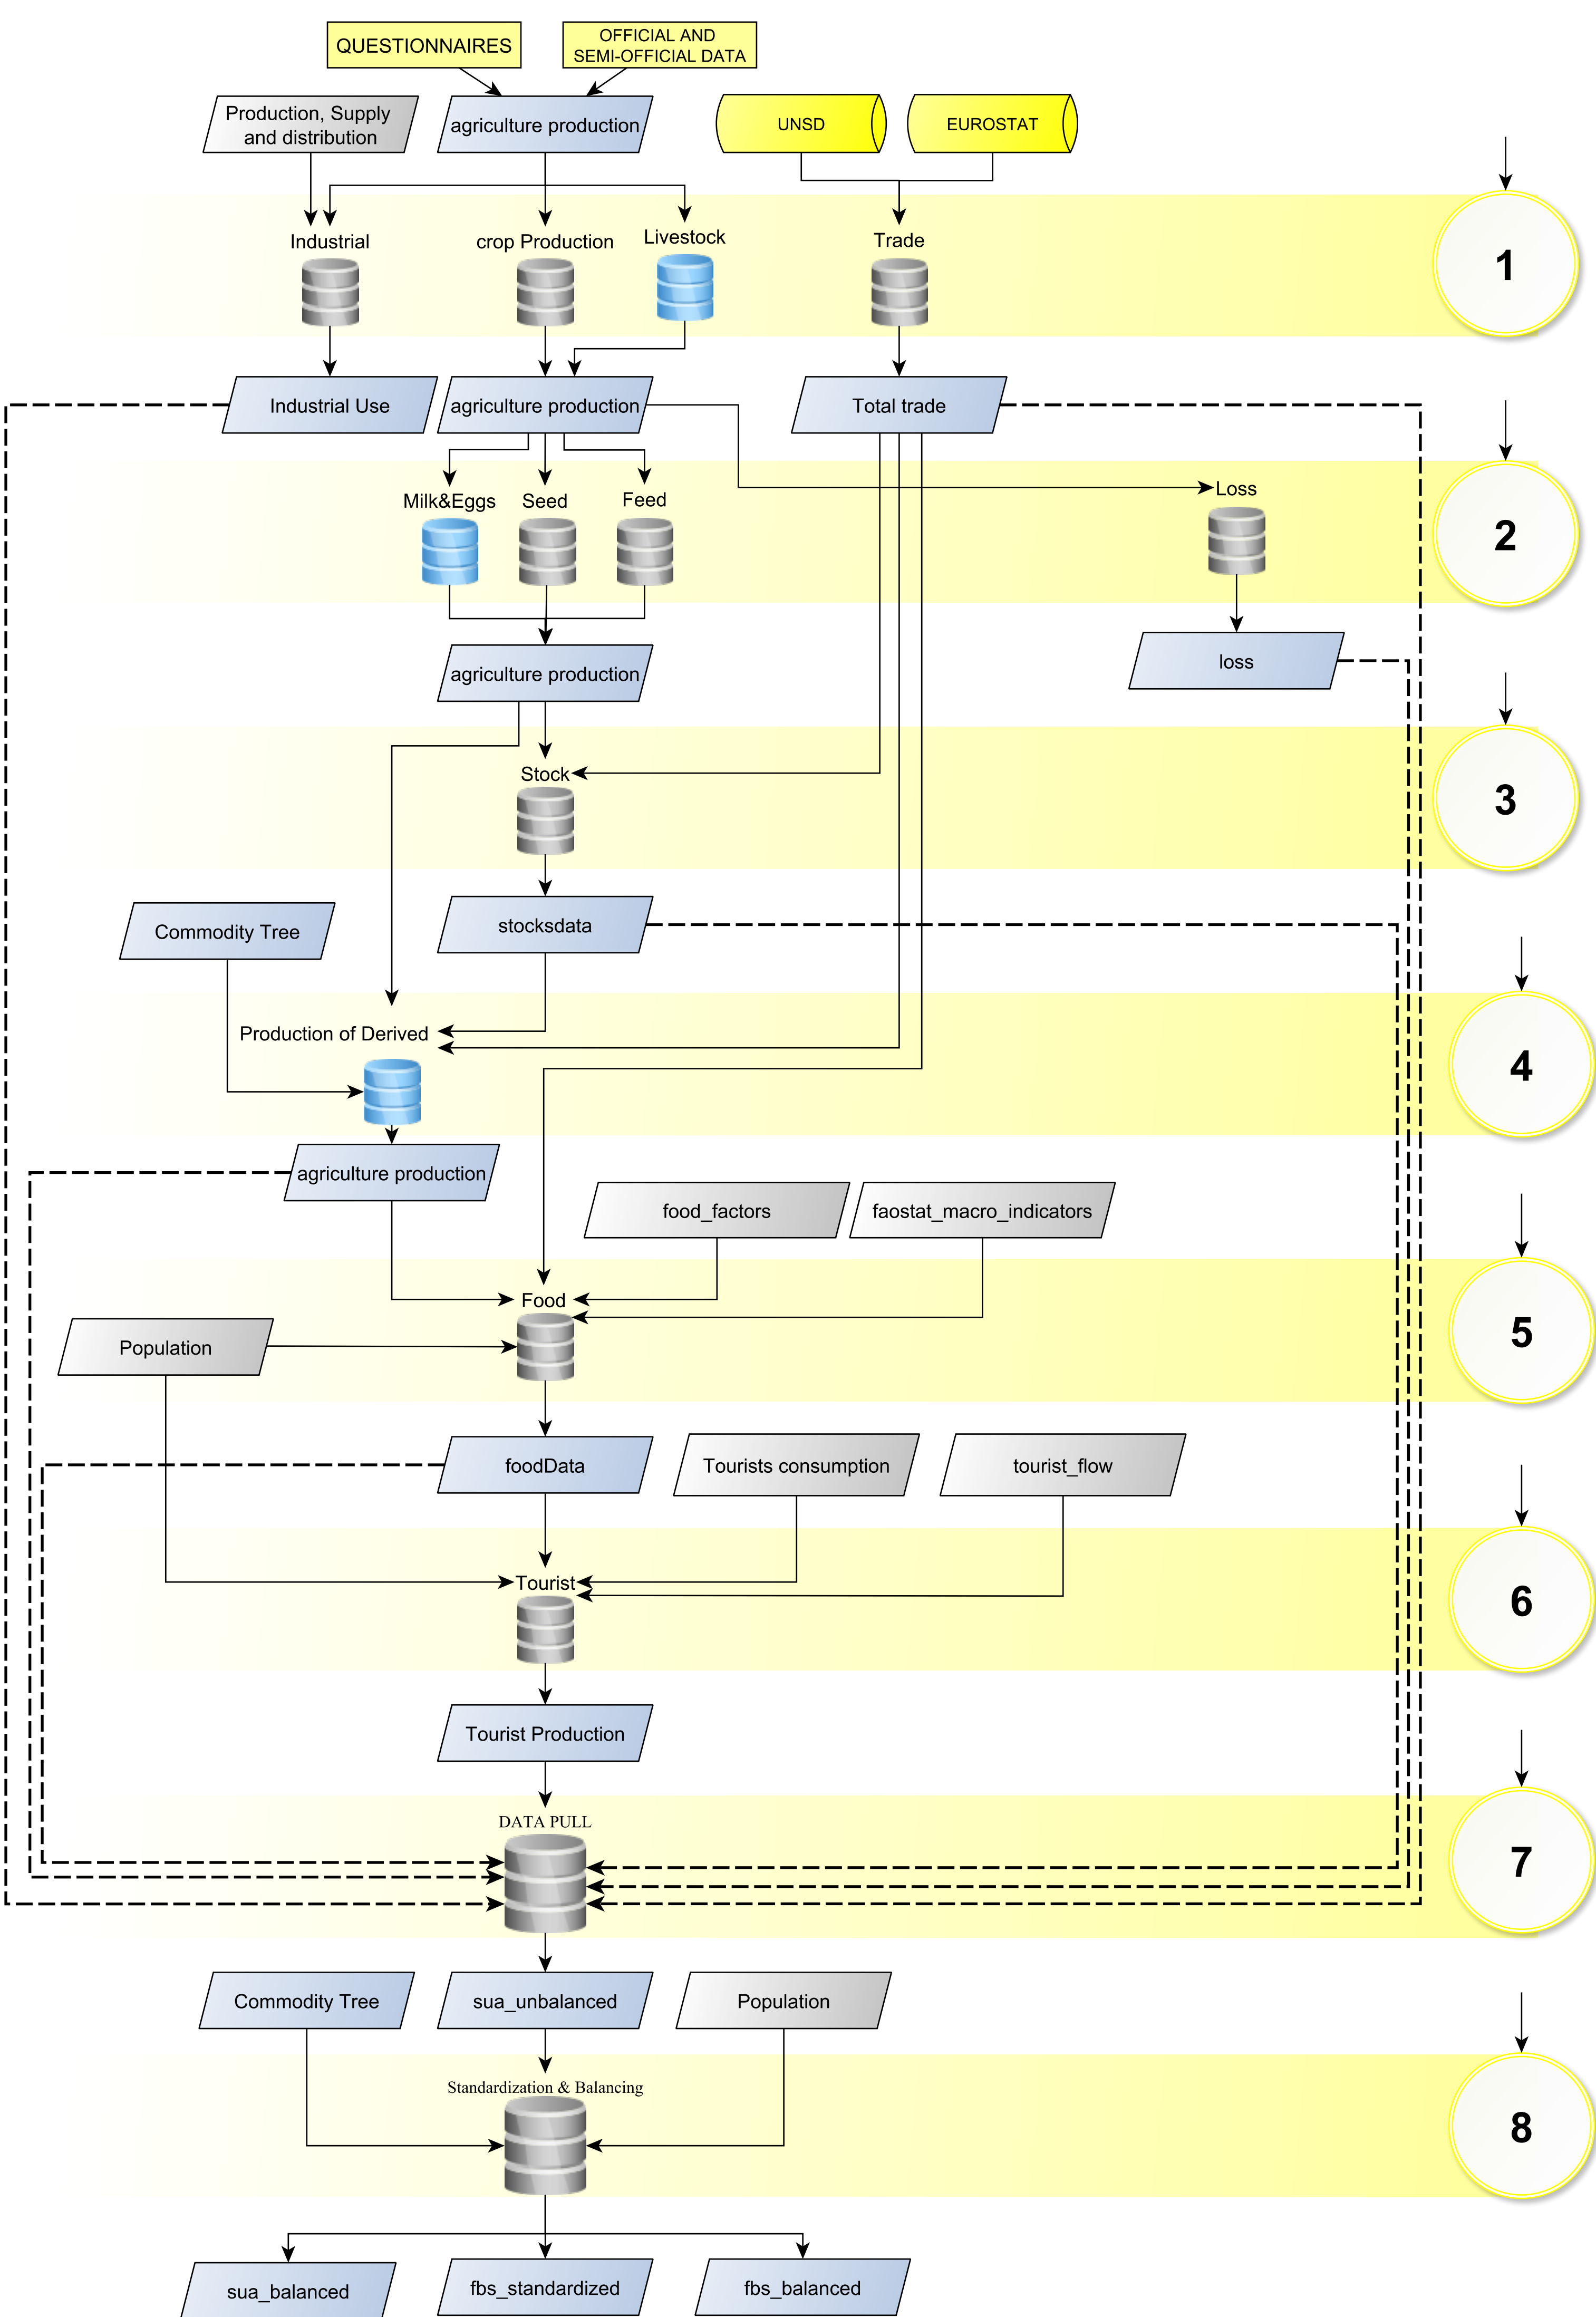 QUESTIONNAIRES
OFFICIAL AND
SEMI-OFFICIAL DATA
Production, Supply
and distribution
agriculture production
UNSD
EUROSTAT
Industrial
crop Production
Livestock
Trade
1
Industrial Use
agriculture production
Total trade
Milk&Eggs
Seed
Feed
Loss
2
agriculture production
loss
Stock
3
Commodity Tree
stocksdata
Production of Derived
4
agriculture production
food_factors
faostat_macro_indicators
Food
5
Population
foodData
Tourists consumption
tourist_flow
Tourist
6
Tourist Production
DATA PULL
7
Commodity Tree
sua_unbalanced
Population
Standardization & Balancing
8
sua_balanced
fbs_standardized
fbs_balanced